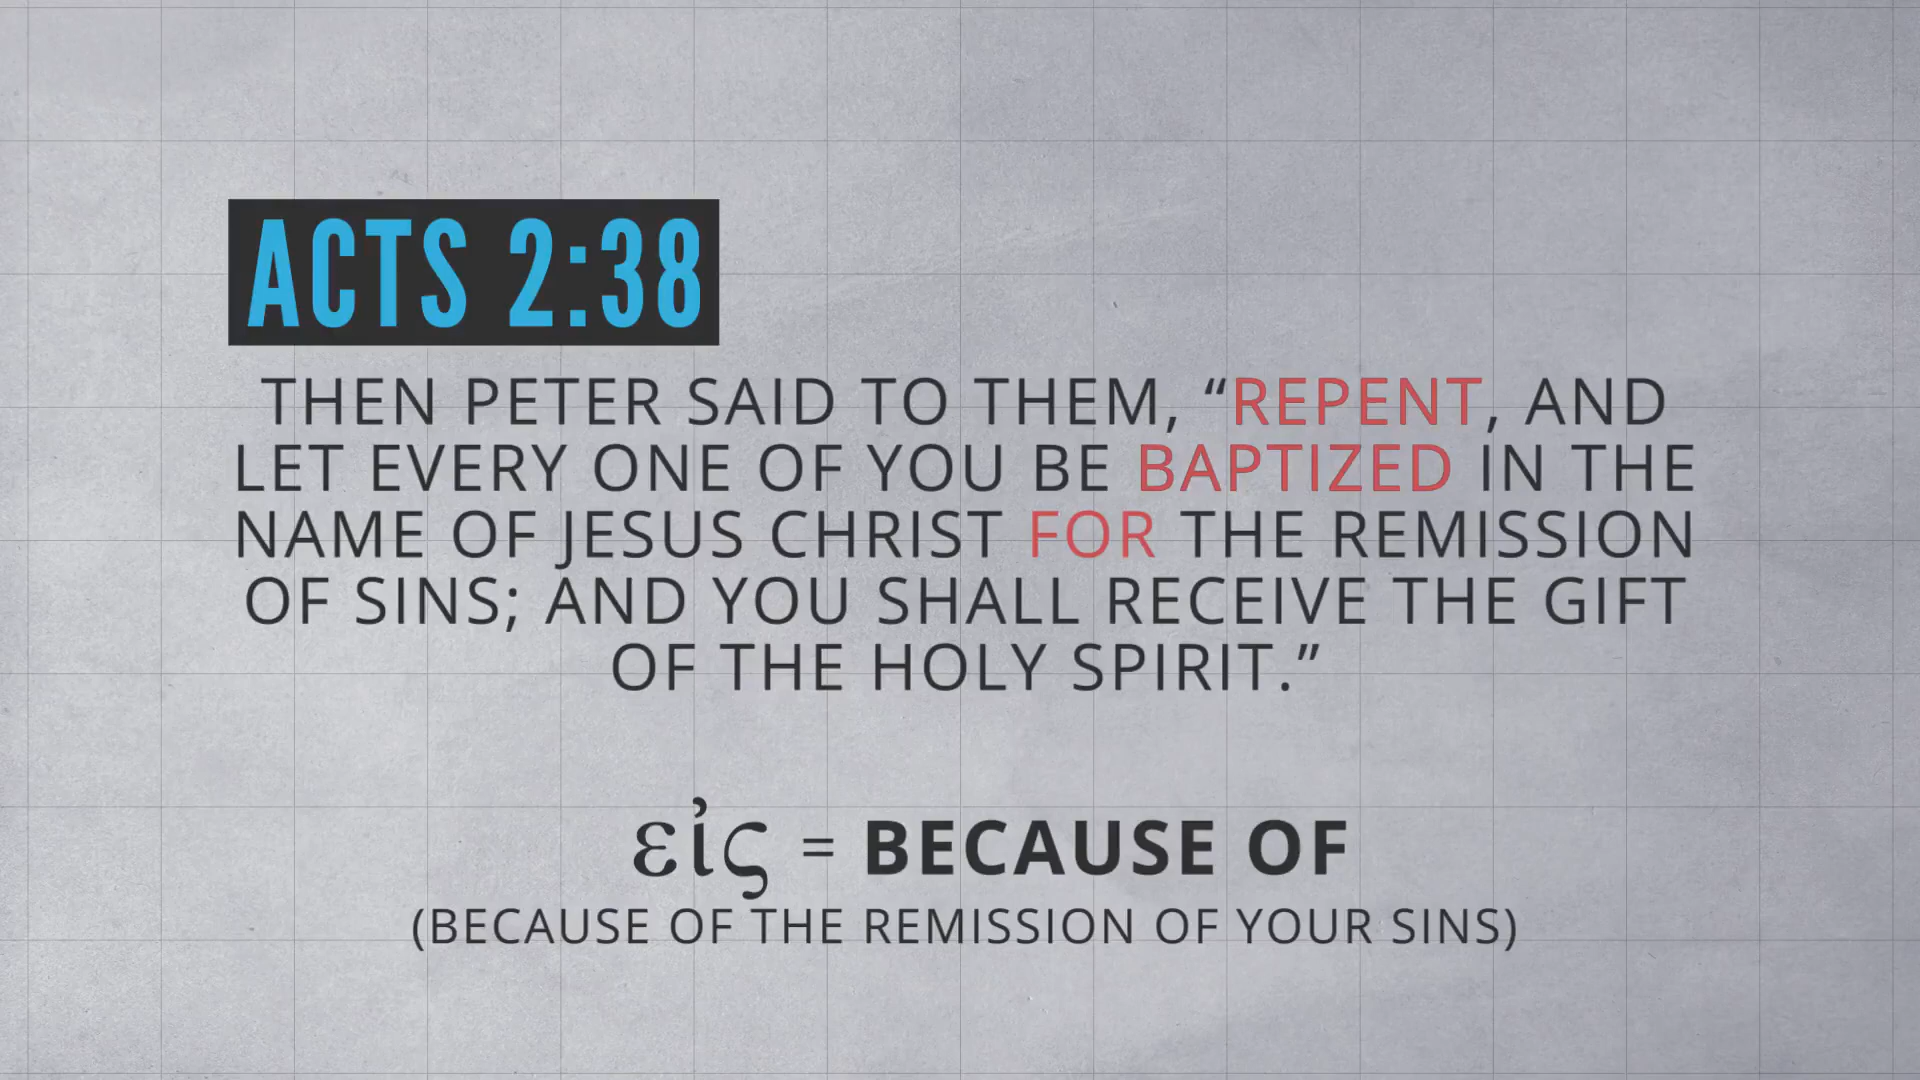 ACTS 2:38
THEN PETER SAID TO THEM, “REPENT, AND
LET EVERY ONE OF YOU BE BAPTIZED IN THE
NAME OF JESUS CHRIST FOR THE REMISSION
OF SINS; AND YOU SHALL RECEIVE THE GIFT
OF THE HOLY SPIRIT.”
εἰς = BECAUSE OF
(BECAUSE OF THE REMISSION OF YOUR SINS)